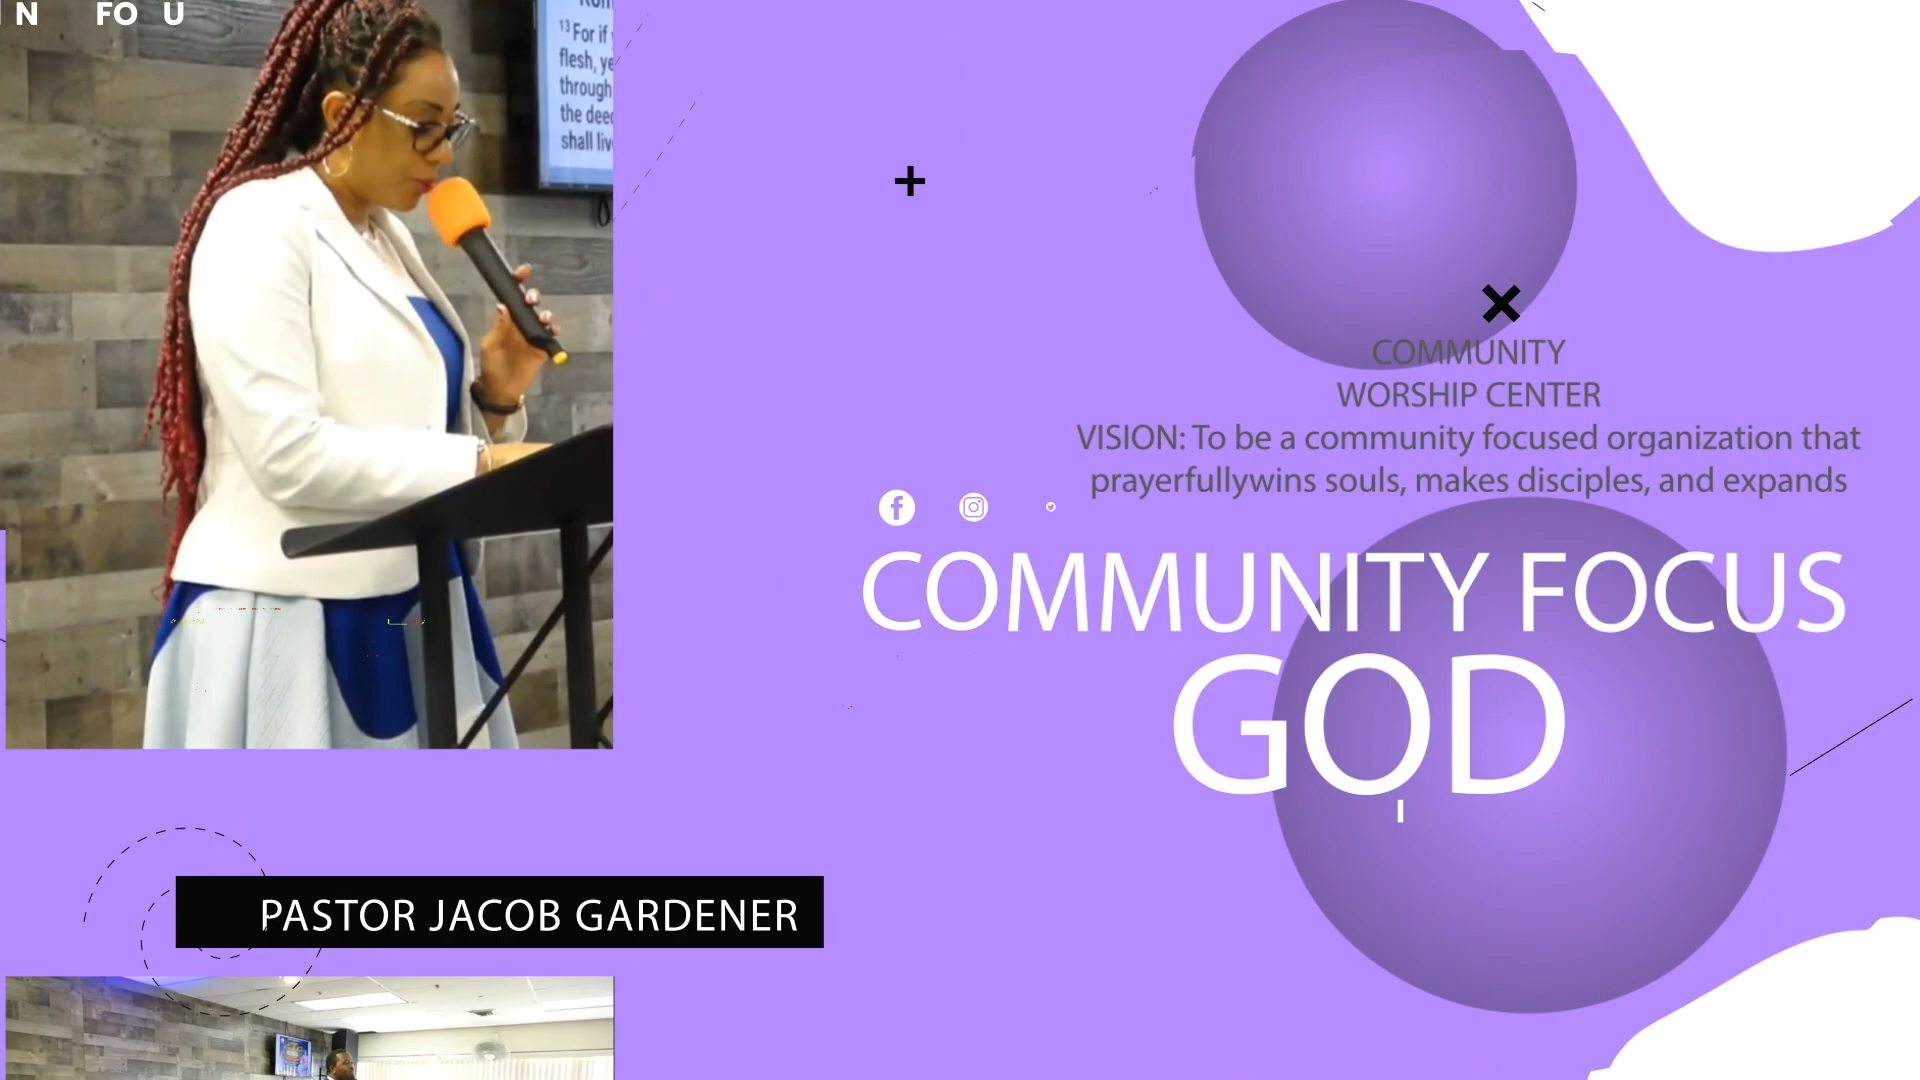 13 For if
flesh, ye
through
the deed
shall liv
COMMUNITY
WORSHIP CENTER
VISION: To be a community focused organization that
prayerfullywins souls, makes disciples, and expands
COMMUNITY FOCUS
GOD
PASTOR JACOB GARDENER